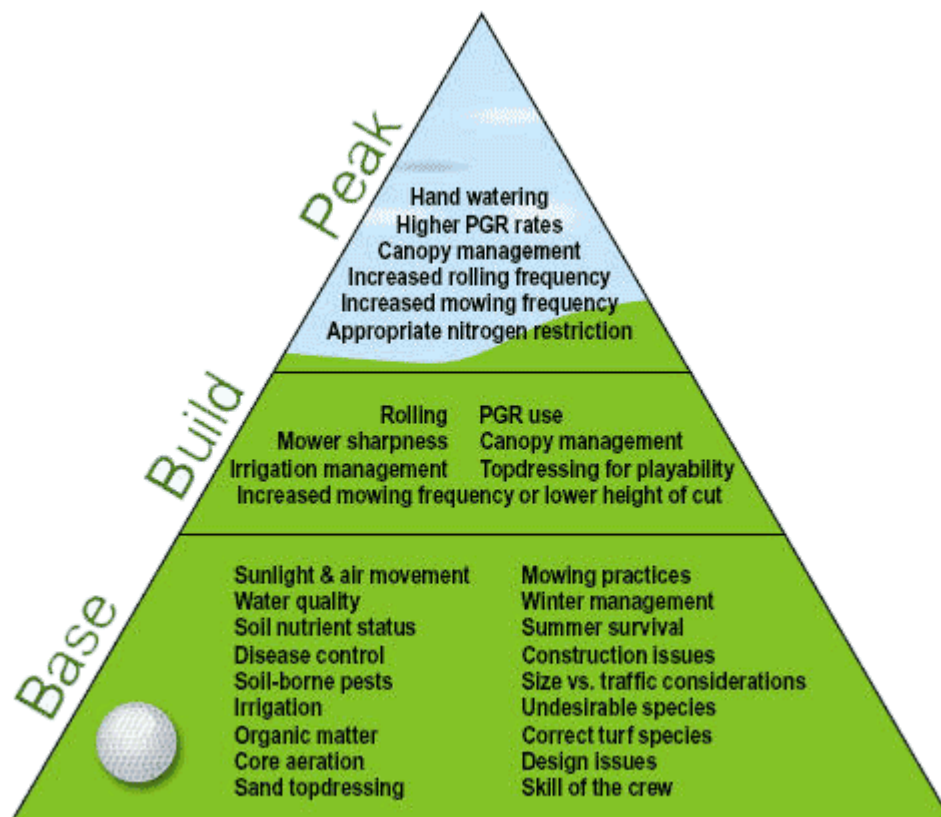 Peak
Hand watering
Higher PGR rates
Canopy management
Increased rolling frequency
Increased mowing frequency
Appropriate nitrogen restriction
Build
Rolling PGR use
Mower sharpness Canopy management
Irrigation management Topdressing for playability
Increased mowing frequency or lower height of cut
Base
Sunlight & air movement Mowing practices
Water quality Winter management
Soil nutrient status Summer survival
Disease control Construction issues
Soil-borne pests Size vs. traffic considerations
Irrigation Undesirable species
Organic matter Correct turf species
Core aeration Design issues
Sand topdressing Skill of the crew